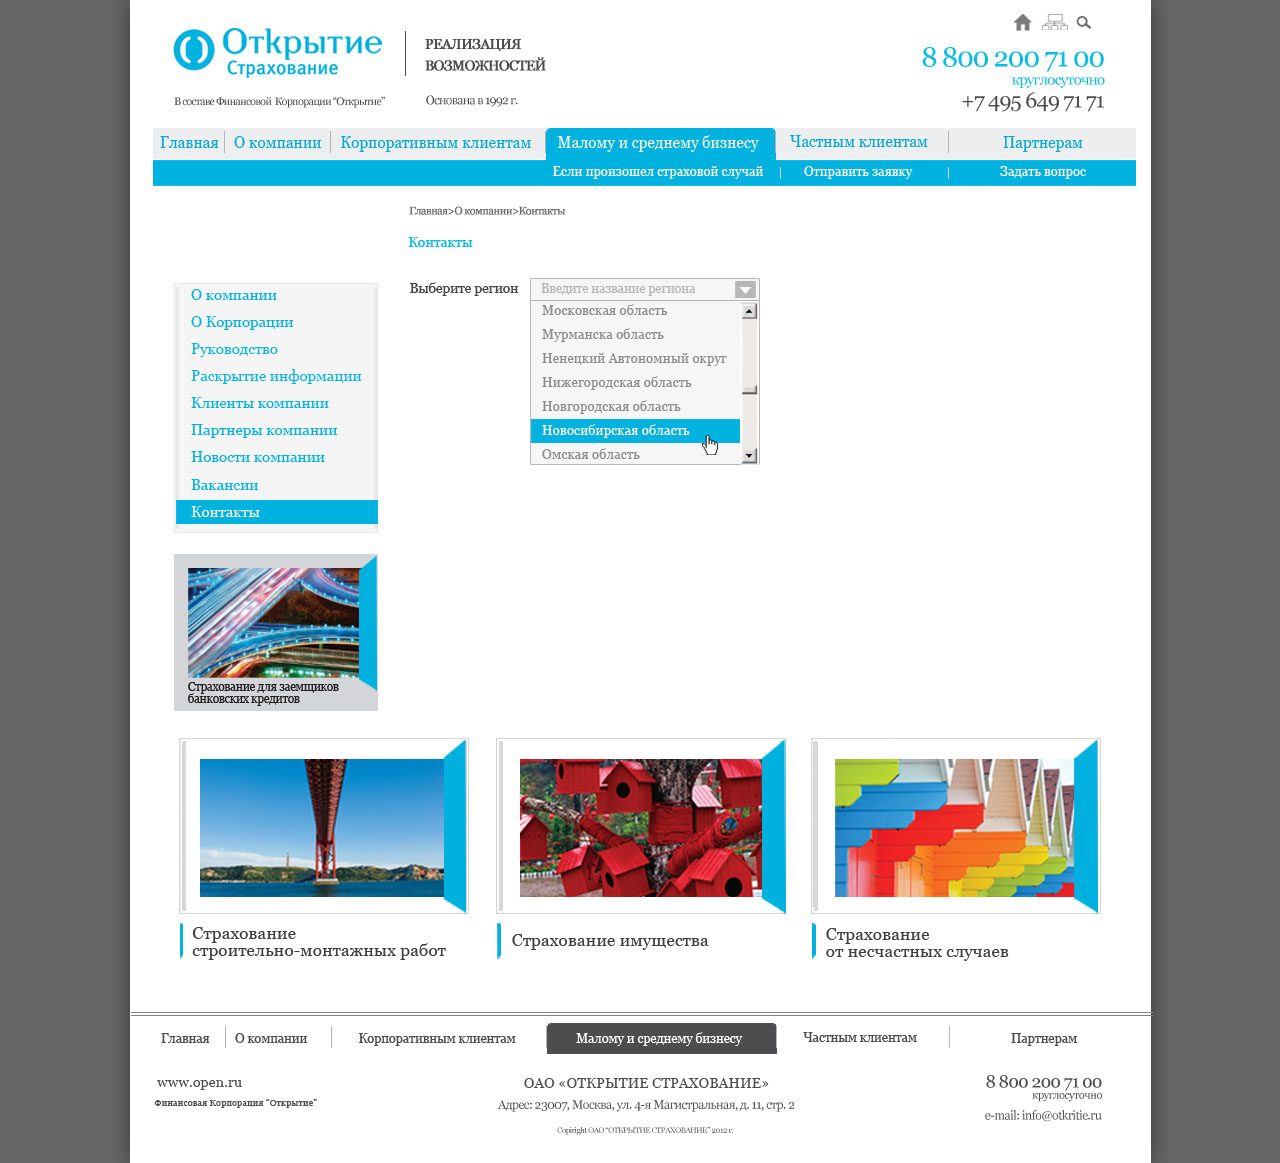 Открытие
Страхование
РЕАЛИЗАЦИЯ
ВОЗМОЖНОСТЕЙ
В составе Финансовой Корпорации “Открытие”
Основана в 1992 г.
8 800 200 71 00
круглосуточно
+7 495 649 71 71
Главная
О компании
Корпоративным клиентам
Малому и среднему бизнесу
Частным клиентам
Партнерам
Если произошел страховой случай
Отправить заявку
Задать вопрос
Главная>О компании>Контакты
Контакты
Выберите регион
Введите название региона
Московская область
Мурманска область
Ненецкий Автономный округ
Нижегородская область
Новгородская область
Новосибирская область
Омская область
О компании
О Корпорации
Руководство
Раскрытие информации
Клиенты компании
Партнеры компании
Новости компании
Вакансии
Контакты
Страхование для заемщиков
банковских кредитов
Страхование
строительно-монтажных работ
Страхование имущества
Страхование
от несчастных случаев
Главная
О компании
Корпоративным клиентам
Малому и среднему бизнесу
Частным клиентам
Партнерам
www.open.ru
Финансовая Корпорация “Открытие”
ОАО «ОТКРЫТИЕ СТРАХОВАНИЕ»
Адрес: 23007, Москва, ул. 4-я Магистральная, д. 11, стр. 2
Copiright ОАО “ОТКРЫТИЕ СТРАХОВАНИЕ” 2012 г.
8 800 200 71 00
круглосуточно
e-mail: info@otkritie.ru